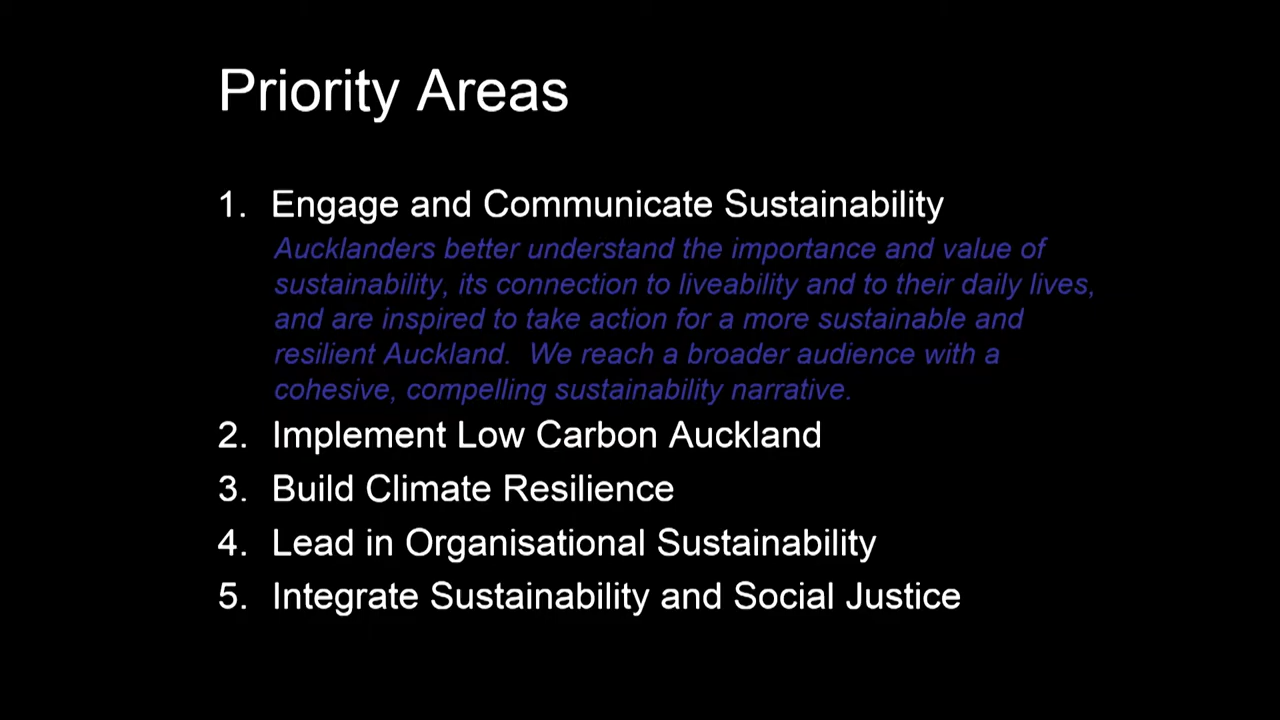 Priority Areas
1. Engage and Communicate Sustainability
Aucklanders better understand the importance and value of
sustainability, its connection to liveability and to their daily lives,
and are inspired to take action for a more sustainable and
resilient Auckland.  We reach a broader audience with a
cohesive, compelling sustainability narrative.
2. Implement Low Carbon Auckland
3. Build Climate Resilience
4. Lead in Organisational Sustainability
5. Integrate Sustainability and Social Justice